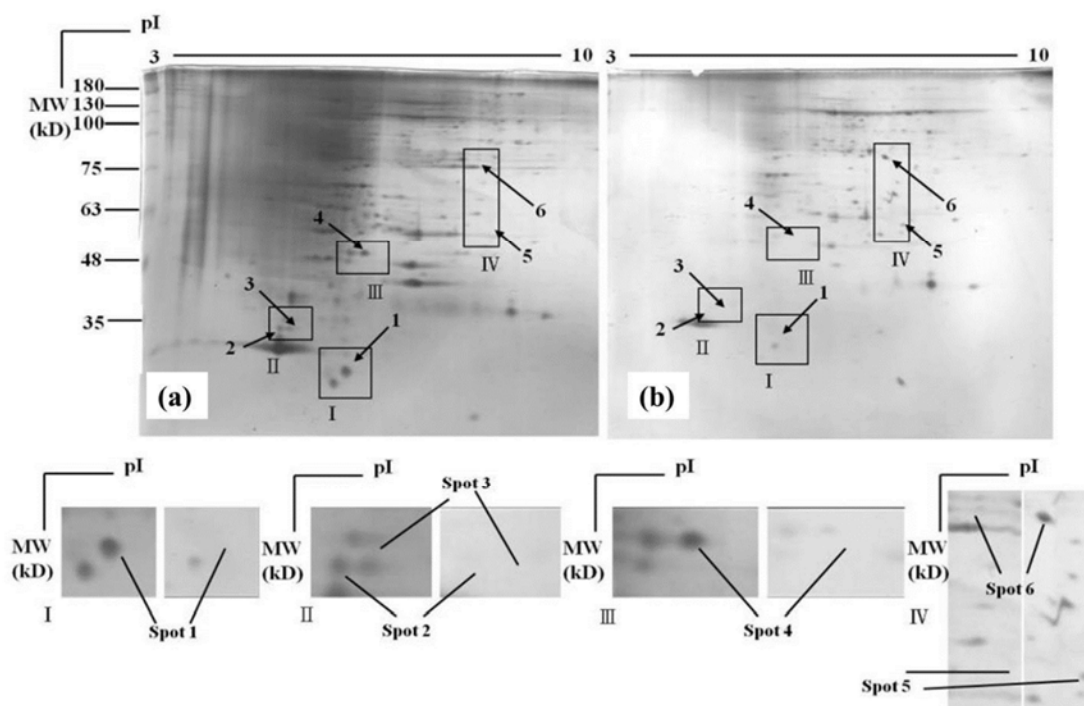 pI
3 10 3 10
MW
(kD)
180
130
100
75
63
48
35
4
6
5
III
IV
3
2
1
II
I
(a)
4
6
5
III
IV
3
2
1
II
I
(b)
pI pI pI pI
Spot 3
MW
(kD)
MW
(kD)
MW
(kD)
MW
(kD)
I
Spot 1
II
Spot 2
III
Spot 4
IV
Spot 6
Spot 5